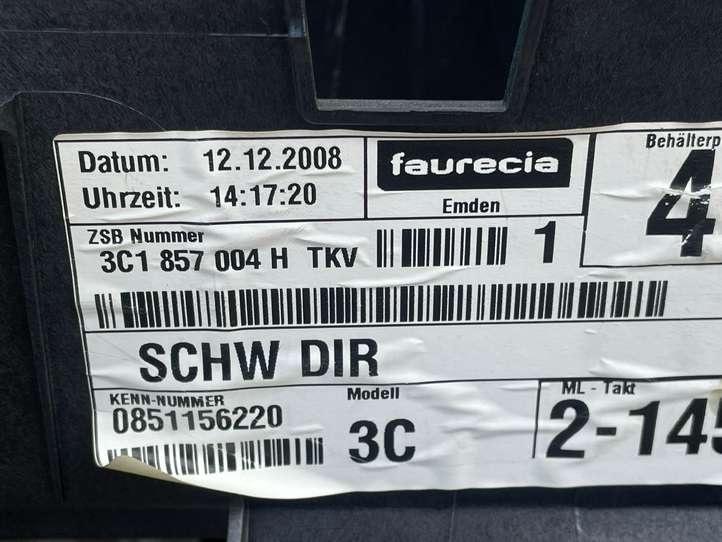 Datum: 12.12.2008
Uhrzeit: 14:17:20
faurecia
Emden
ZSB Nummer
3C1 857 004 H TKV
1
SCHW DIR
KENN-NUMMER
0851156220
Modell
3C
ML - Takt
2-145
Behälterp
4